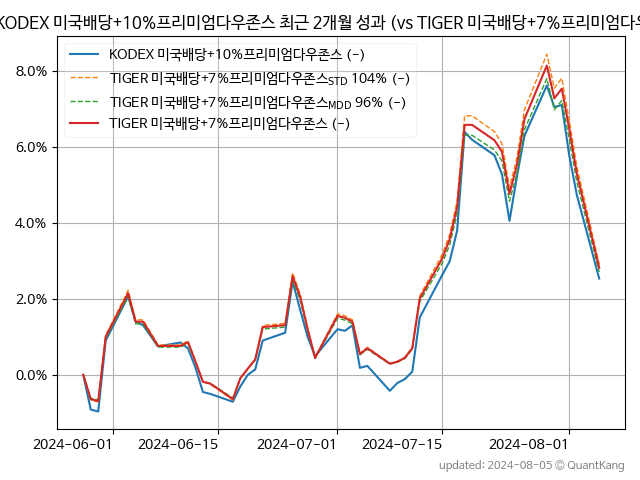 KODEX 미국배당+10%프리미엄다우존스 최근 2개월 성과 (vs TIGER 미국배당+7%프리미엄다우
KODEX 미국배당+10%프리미엄다우존스 (-)
TIGER 미국배당+7%프리미엄다우존스STD 104% (-)
TIGER 미국배당+7%프리미엄다우존스MDD 96% (-)
TIGER 미국배당+7%프리미엄다우존스 (-)
8.0%
6.0%
4.0%
2.0%
0.0%
2024-06-01 2024-06-15 2024-07-01 2024-07-15 2024-08-01
updated: 2024-08-05 © QuantKang